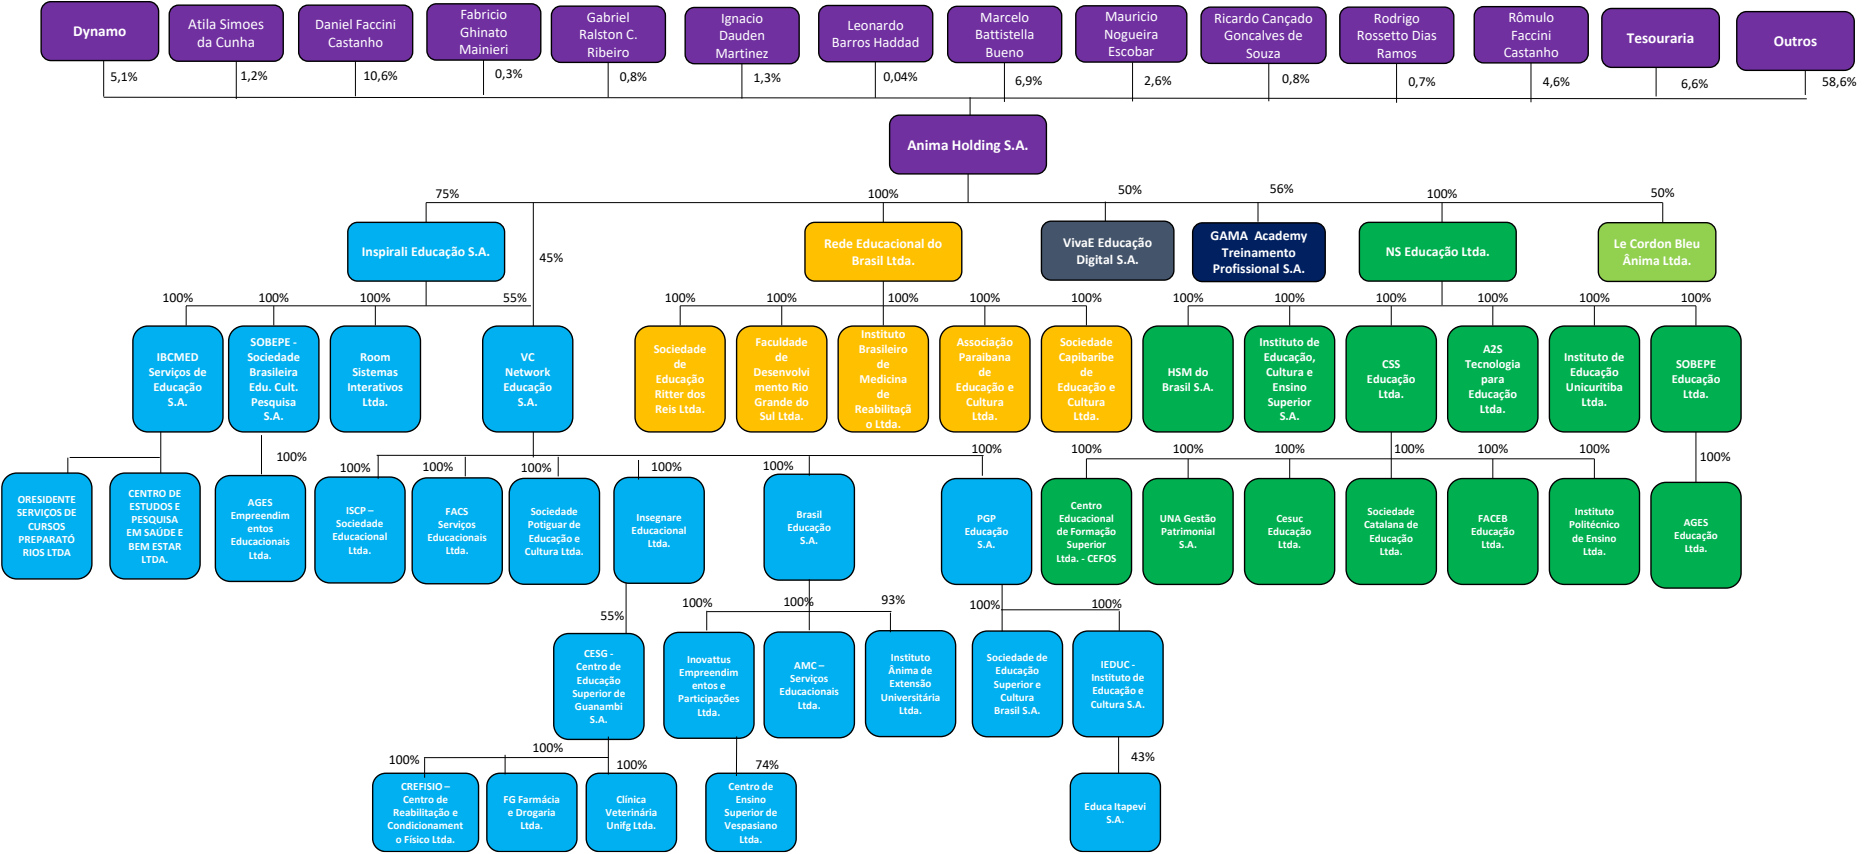 Dynamo
Atila Simoes
da Cunha
Daniel Faccini
Castanho
Fabricio
Ghinato
Mainieri
Gabriel
Ralston C.
Ribeiro
Ignacio
Dauden
Martinez
Leonardo
Barros Haddad
Marcelo
Battistella
Bueno
Mauricio
Nogueira
Escobar
Ricardo Cançado
Goncalves de
Souza
Rodrigo
Rossetto Dias
Ramos
Rômulo
Faccini
Castanho
Tesouraria
Outros
5,1%
1,2%
10,6%
0,3%
0,8%
1,3%
0,04%
6,9%
2,6%
0,8%
0,7%
4,6%
6,6%
58,6%
Anima Holding S.A.
75%
100%
50%
56%
100%
50%
Inspirali Educação S.A.
45%
Rede Educacional do
Brasil Ltda.
VivaE Educação
Digital S.A.
GAMA Academy
Treinamento
Profissional S.A.
NS Educação Ltda.
Le Cordon Bleu
Ânima Ltda.
100%
100%
100%
55%
100%
100%
100%
100%
100%
100%
100%
100%
100%
100%
100%
IBCMED
Serviços de
Educação
S.A.
SOBEPE -
Sociedade
Brasileira
Edu. Cult.
Pesquisa
S.A.
Room
Sistemas
Interativos
Ltda.
VC
Network
Educação
S.A.
Sociedade
de
Educação
Ritter dos
Reis Ltda.
Faculdade
de
Desenvolvi
mento Rio
Grande do
Sul Ltda.
Instituto
Brasileiro
de
Medicina
de
Reabilitaçã
o Ltda.
Associação
Paraibana
de
Educação e
Cultura
Ltda.
Sociedade
Capibaribe
de
Educação e
Cultura
Ltda.
HSM do
Brasil S.A.
Instituto de
Educação,
Cultura e
Ensino
Superior
S.A.
CSS
Educação
Ltda.
A2S
Tecnologia
para
Educação
Ltda.
Instituto de
Educação
Unicuritiba
Ltda.
SOBEPE
Educação
Ltda.
100%
100%
100%
100%
100%
100%
100%
100%
100%
100%
100%
100%
100%
100%
ORESIDENTE
SERVIÇOS DE
CURSOS
PREPARATÓ
RIOS LTDA
CENTRO DE
ESTUDOS E
PESQUISA
EM SAÚDE E
BEM ESTAR
LTDA.
AGES
Empreendim
entos
Educacionais
Ltda.
ISCP –
Sociedade
Educacional
Ltda.
FACS
Serviços
Educacionais
Ltda.
Sociedade
Potiguar de
Educação e
Cultura Ltda.
Insegnare
Educacional
Ltda.
Brasil
Educação
S.A.
PGP
Educação
S.A.
Centro
Educacional
de Formação
Superior
Ltda. - CEFOS
UNA Gestão
Patrimonial
S.A.
Cesuc
Educação
Ltda.
Sociedade
Catalana de
Educação
Ltda.
FACEB
Educação
Ltda.
Instituto
Politécnico
de Ensino
Ltda.
AGES
Educação
Ltda.
55%
100%
100%
93%
100%
100%
CESG -
Centro de
Educação
Superior de
Guanambi
S.A.
Inovattus
Empreendim
entos e
Participações
Ltda.
AMC –
Serviços
Educacionais
Ltda.
Instituto
Ânima de
Extensão
Universitária
Ltda.
Sociedade de
Educação
Superior e
Cultura
Brasil S.A.
IEDUC -
Instituto de
Educação e
Cultura S.A.
100%
100%
100%
74%
43%
CREFISIO –
Centro de
Reabilitação e
Condicionament
o Físico Ltda.
FG Farmácia
e Drogaria
Ltda.
Clínica
Veterinária
Unifg Ltda.
Centro de
Ensino
Superior de
Vespasiano
Ltda.
Educa Itapevi
S.A.